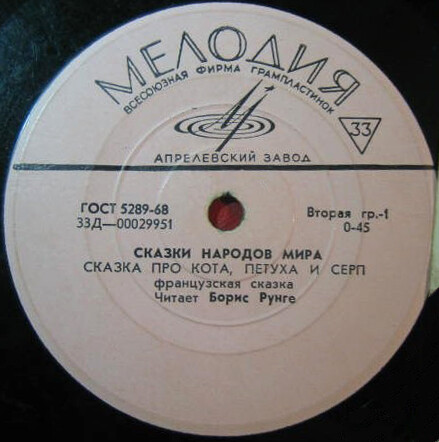 МЕЛОДИЯ
ВСЕСОЮЗНАЯ ФИРМА ГРАМПЛАСТИНОК
33
АПРЕЛЕВСКИЙ ЗАВОД
ГОСТ 5289-68 Вторая гр.-1
33Д—00029951 0-45
СКАЗКИ НАРОДОВ МИРА
СКАЗКА ПРО КОТА, ПЕТУХА И СЕРП
французская сказка
Читает Борис Рунге